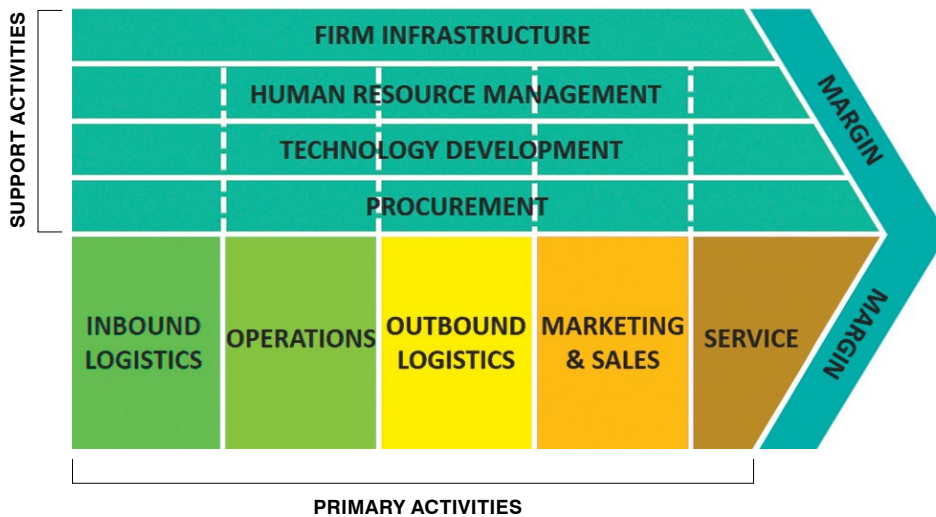 SUPPORT ACTIVITIES
FIRM INFRASTRUCTURE
HUMAN RESOURCE MANAGEMENT
TECHNOLOGY DEVELOPMENT
PROCUREMENT
MARGIN
INBOUND
LOGISTICS
OPERATIONS
OUTBOUND
LOGISTICS
MARKETING
& SALES
SERVICE
MARGIN
PRIMARY ACTIVITIES